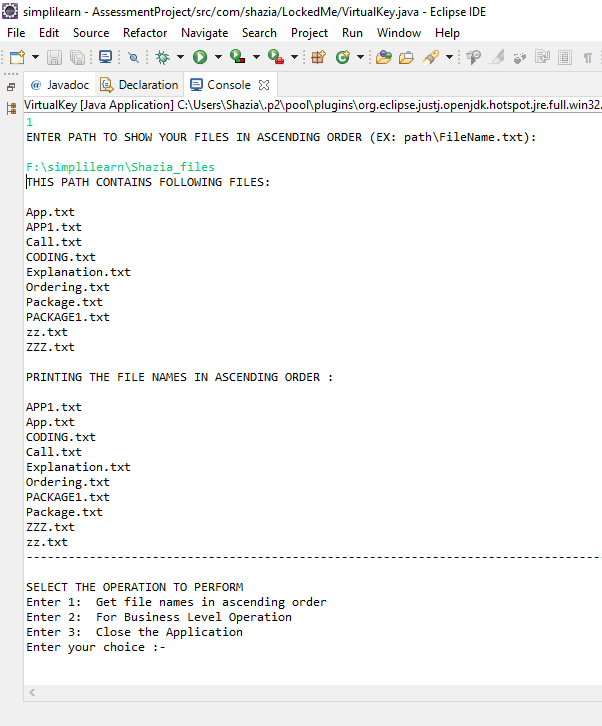 simplilearn - AssessmentProject/src/com/shazia/LockedMe/VirtualKey.java - Eclipse IDE
File Edit Source Refactor Navigate Search Project Run Window Help
@ Javadoc Declaration Console
VirtualKey [Java Application] C:\Users\Shazia\.p2\pool\plugins\org.eclipse.justj.openjdk.hotspot.jre.full.win32.
1
ENTER PATH TO SHOW YOUR FILES IN ASCENDING ORDER (EX: path\FileName.txt):
F:\simplilearn\Shazia_files
THIS PATH CONTAINS FOLLOWING FILES:
App.txt
APP1.txt
Call.txt
CODING.txt
Explanation.txt
Ordering.txt
Package.txt
PACKAGE1.txt
zz.txt
ZZZ.txt
PRINTING THE FILE NAMES IN ASCENDING ORDER :
APP1.txt
App.txt
CODING.txt
Call.txt
Explanation.txt
Ordering.txt
PACKAGE1.txt
Package.txt
ZZZ.txt
zz.txt
----------------------------------------------------------------------------------
SELECT THE OPERATION TO PERFORM
Enter 1:  Get file names in ascending order
Enter 2:  For Business Level Operation
Enter 3:  Close the Application
Enter your choice :-